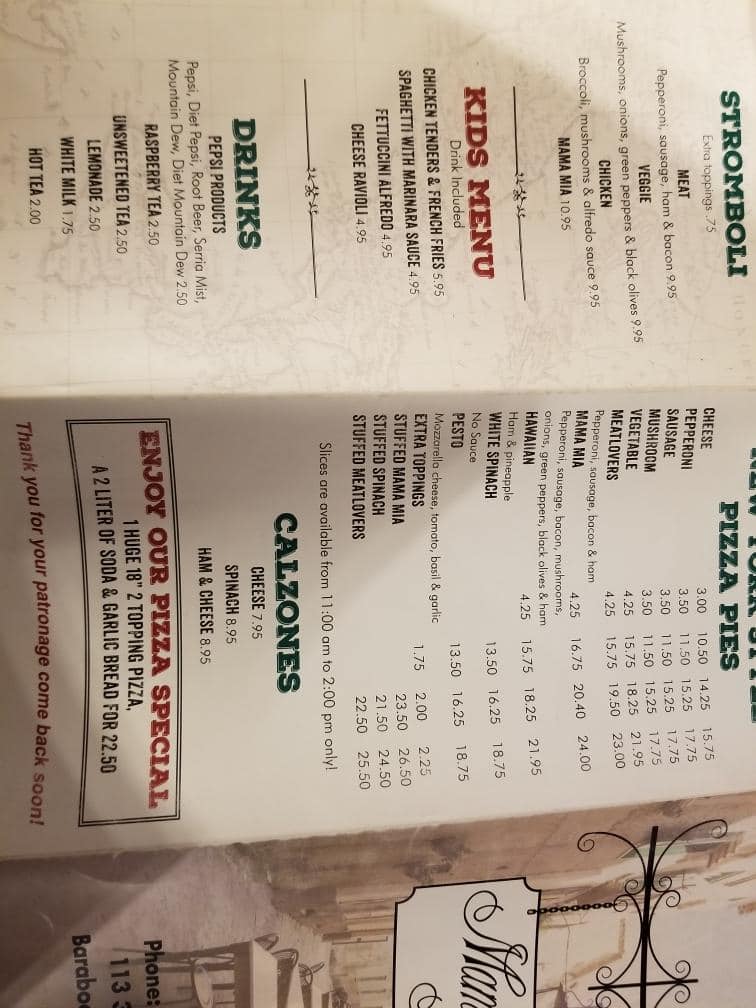 STROMBOLI
Extra toppings .75
MEAT
Pepperoni, sausage, ham & bacon 9.95
VEGGIE
Mushrooms, onions, green peppers & black olives 9.95
CHICKEN
Broccoli, mushrooms & alfredo sauce 9.95
MAMA MIA 10.95
KIDS MENU
Drink Included
CHICKEN TENDERS & FRENCH FRIES 5.95
SPAGHETTI WITH MARINARA SAUCE 4.95
FETTUCCINI ALFREDO 4.95
CHEESE RAVIOLI 4.95
DRINKS
PEPSI PRODUCTS
Pepsi, Diet Pepsi, Root Beer, Serria Mist,
Mountain Dew, Diet Mountain Dew 2.50
RASPBERRY TEA 2.50
UNSWEETENED TEA 2.50
LEMONADE 2.50
WHITE MILK 1.75
HOT TEA 2.00
NEW YORK STYLE
PIZZA PIES
CHEESE 3.00 10.50 14.25 15.75
PEPPERONI 3.50 11.50 15.25 17.75
SAUSAGE 3.50 11.50 15.25 17.75
MUSHROOM 3.50 11.50 15.25 17.75
VEGETABLE 4.25 15.75 18.25 21.95
MEATLOVERS 4.25 15.75 19.50 23.00
Pepperoni, sausage, bacon & ham
MAMA MIA 4.25 16.75 20.40 24.00
Pepperoni, sausage, bacon, mushrooms,
onions, green peppers, black olives & ham
HAWAIIAN 4.25 15.75 18.25 21.95
Ham & pineapple
WHITE SPINACH 13.50 16.25 18.75
No Sauce
PESTO 13.50 16.25 18.75
Mozzarella cheese, tomato, basil & garlic
EXTRA TOPPINGS 1.75 2.00 2.25
STUFFED MAMA MIA 23.50 26.50
STUFFED SPINACH 21.50 24.50
STUFFED MEATLOVERS 22.50 25.50
Slices are available from 11:00 am to 2:00 pm only!
CALZONES
CHEESE 7.95
SPINACH 8.95
HAM & CHEESE 8.95
ENJOY OUR PIZZA SPECIAL
1 HUGE 18" 2 TOPPING PIZZA,
A 2 LITER OF SODA & GARLIC BREAD FOR 22.50
Thank you for your patronage come back soon!
Phone:
113
Baraboo